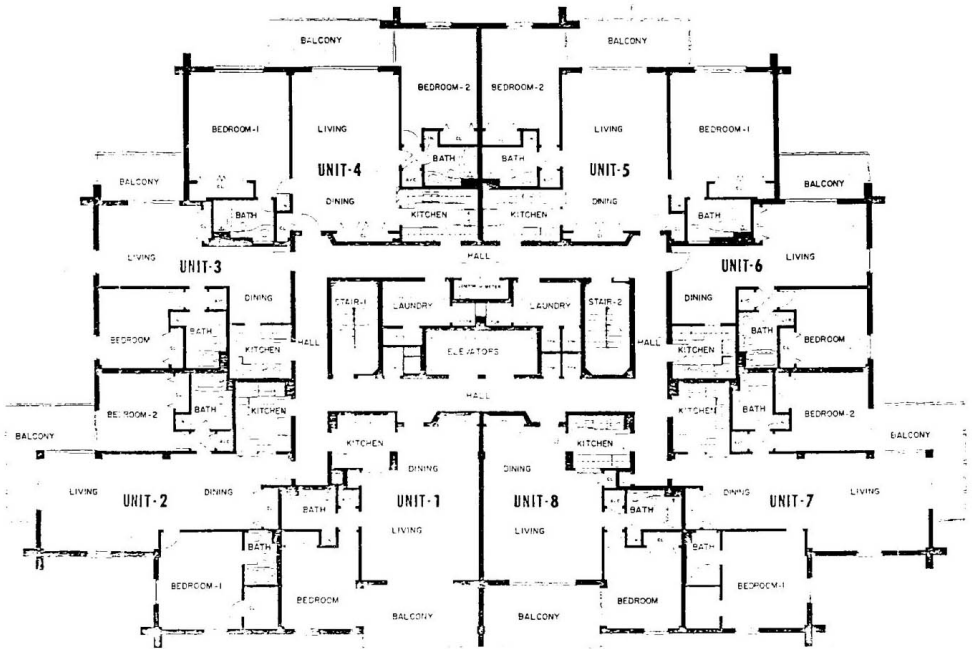 BALCONY
BALCONY
BEDROOM-2
BEDROOM-2
BEDROOM-1
LIVING
LIVING
BEDROOM-1
BATH
BATH
UNIT-4
UNIT-5
BALCONY
BALCONY
DINING
DINING
BATH
KITCHEN
KITCHEN
BATH
HALL
LIVING
LIVING
UNIT-3
UNIT-6
DINING
STAIR-1
LAUNDRY
LAUNDRY
STAIR-2
DINING
BEDROOM
BATH
KITCHEN
HALL
ELEVATORS
HALL
KITCHEN
BATH
BEDROOM
HALL
BEDROOM-2
BATH
KITCHEN
KITCHEN
BATH
BEDROOM-2
BALCONY
KITCHEN
KITCHEN
BALCONY
DINING
DINING
LIVING
UNIT-2
DINING
UNIT-1
UNIT-8
DINING
UNIT-7
LIVING
BATH
BATH
LIVING
LIVING
BATH
BATH
BEDROOM-1
BEDROOM
BEDROOM
BEDROOM-1
BALCONY
BALCONY